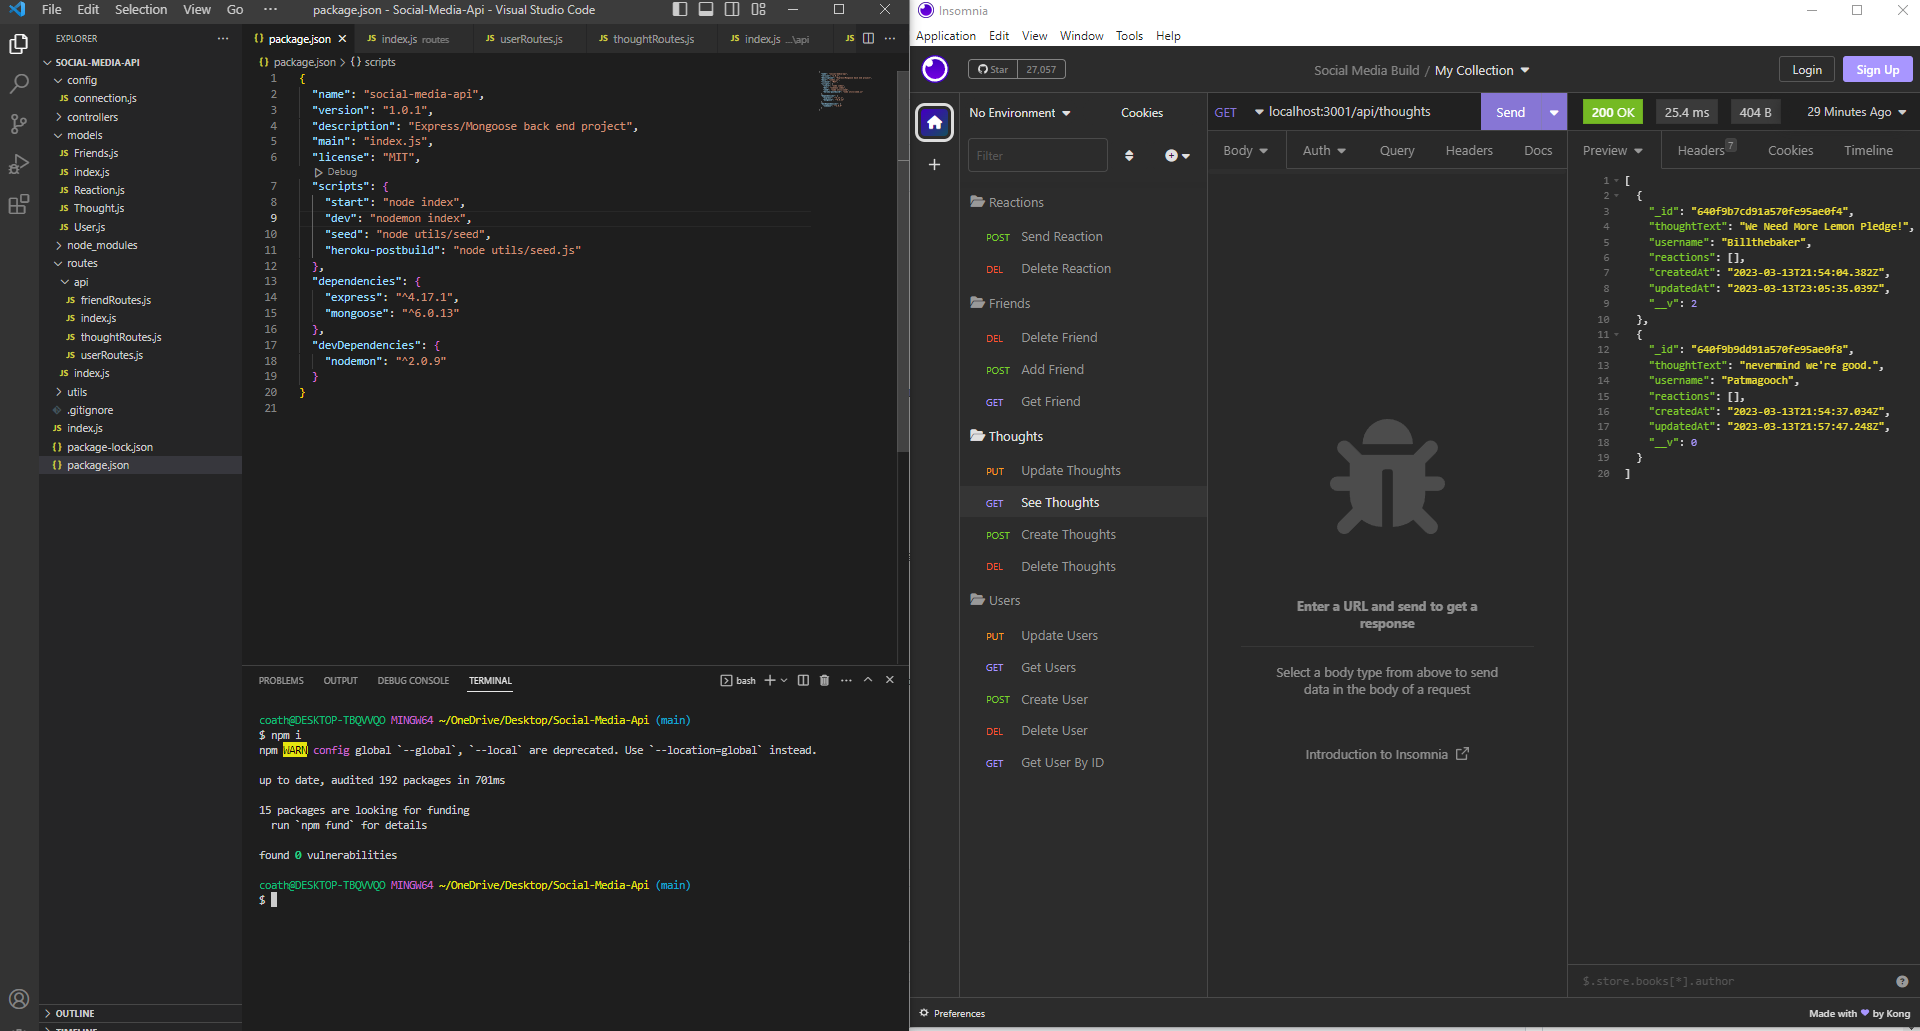 File Edit Selection View Go ··· package.json - Social-Media-Api - Visual Studio Code
EXPLORER ···
SOCIAL-MEDIA-API
config
JS connection.js
controllers
models
JS Friends.js
JS index.js
JS Reaction.js
JS Thought.js
JS User.js
node_modules
routes
api
JS friendRoutes.js
JS index.js
JS thoughtRoutes.js
JS userRoutes.js
JS index.js
utils
.gitignore
JS index.js
{} package-lock.json
{} package.json
OUTLINE
TIMELINE
{} package.json JS index.js routes JS userRoutes.js JS thoughtRoutes.js JS index.js ...\api JS ···
{} package.json > {} scripts
1 {
2 "name": "social-media-api",
3 "version": "1.0.1",
4 "description": "Express/Mongoose back end project",
5 "main": "index.js",
6 "license": "MIT",
Debug
7 "scripts": {
8 "start": "node index",
9 "dev": "nodemon index",
10 "seed": "node utils/seed",
11 "heroku-postbuild": "node utils/seed.js"
12 },
13 "dependencies": {
14 "express": "^4.17.1",
15 "mongoose": "^6.0.13"
16 },
17 "devDependencies": {
18 "nodemon": "^2.0.9"
19 }
20 }
21
PROBLEMS OUTPUT DEBUG CONSOLE TERMINAL bash
coath@DESKTOP-TBQVVQO MINGW64 ~/OneDrive/Desktop/Social-Media-Api (main)
$ npm i
npm WARN config global `--global`, `--local` are deprecated. Use `--location=global` instead.
up to date, audited 192 packages in 701ms
15 packages are looking for funding
run `npm fund` for details
found 0 vulnerabilities
coath@DESKTOP-TBQVVQO MINGW64 ~/OneDrive/Desktop/Social-Media-Api (main)
$
Insomnia
Application Edit View Window Tools Help
Star 27,057 Social Media Build / My Collection Login Sign Up
No Environment Cookies
Filter
Reactions
POST Send Reaction
DEL Delete Reaction
Friends
DEL Delete Friend
POST Add Friend
GET Get Friend
Thoughts
PUT Update Thoughts
GET See Thoughts
POST Create Thoughts
DEL Delete Thoughts
Users
PUT Update Users
GET Get Users
POST Create User
DEL Delete User
GET Get User By ID
GET localhost:3001/api/thoughts Send
Body Auth Query Headers Docs
Enter a URL and send to get a
response
Select a body type from above to send
data in the body of a request
Introduction to Insomnia
200 OK 25.4 ms 404 B 29 Minutes Ago
Preview Headers 7 Cookies Timeline
1 [
2 {
3 "_id": "640f9b7cd91a570fe95ae0f4",
4 "thoughtText": "We Need More Lemon Pledge!",
5 "username": "Billthebaker",
6 "reactions": [],
7 "createdAt": "2023-03-13T21:54:04.382Z",
8 "updatedAt": "2023-03-13T23:05:35.039Z",
9 "__v": 2
10 },
11 {
12 "_id": "640f9b9dd91a570fe95ae0f8",
13 "thoughtText": "nevermind we're good.",
14 "username": "Patmagooch",
15 "reactions": [],
16 "createdAt": "2023-03-13T21:54:37.034Z",
17 "updatedAt": "2023-03-13T21:57:47.248Z",
18 "__v": 0
19 }
20 ]
$.store.books[*].author
Preferences Made with ❤ by Kong